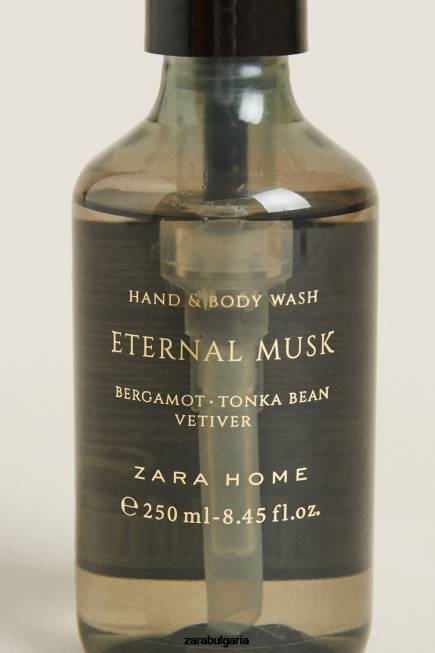 HAND & BODY WASH
ETERNAL MUSK
BERGAMOT · TONKA BEAN
VETIVER
ZARA HOME
℮ 250 ml-8.45 fl.oz.
zarabulgaria